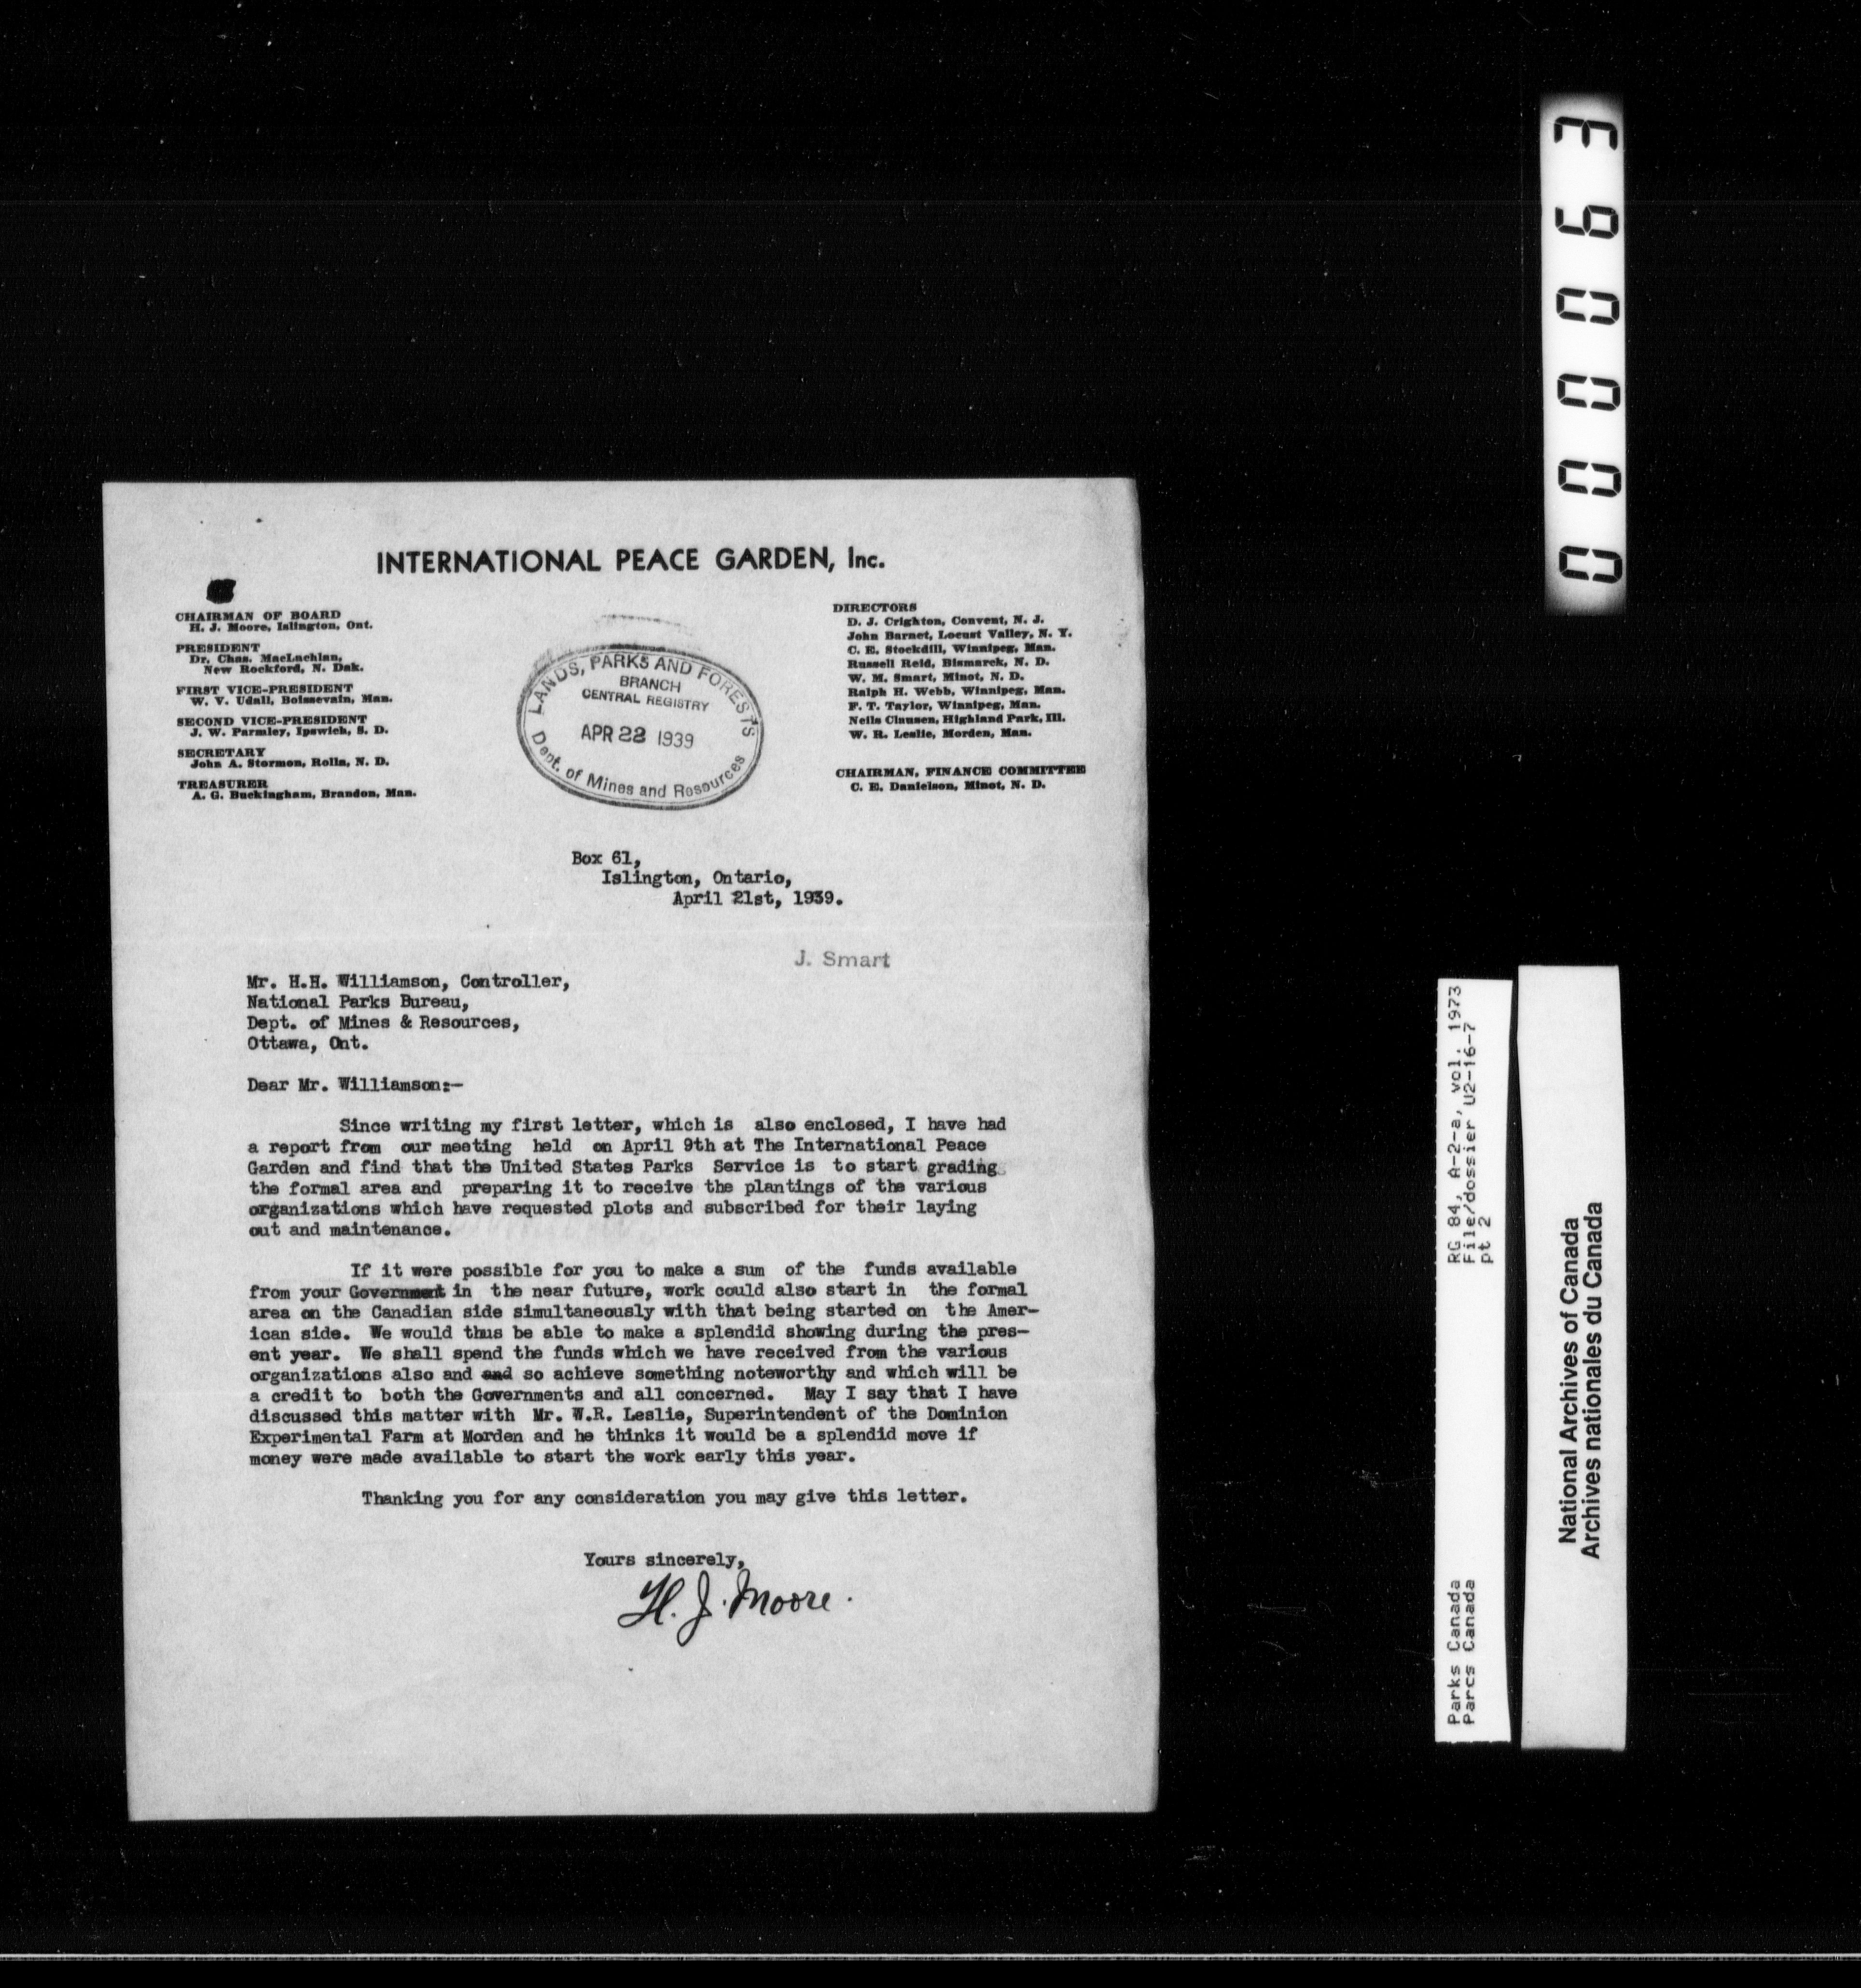 INTERNATIONAL PEACE GARDEN, Inc.
CHAIRMAN OF BOARD
H. J. Moore, Islington, Ont.
PRESIDENT
Dr. Chas. MacLachlan,
New Rockford, N. Dak.
FIRST VICE-PRESIDENT
W. V. Udall, Boissevain, Man.
SECOND VICE-PRESIDENT
J. W. Parmley, Ipswich, S. D.
SECRETARY
John A. Stormon, Rolla, N. D.
TREASURER
A. G. Buckingham, Brandon, Man.
LANDS, PARKS AND FORESTS
BRANCH
CENTRAL REGISTRY
APR 22 1939
Dept. of Mines and Resources
DIRECTORS
D. J. Crighton, Convent, N. J.
John Barnet, Locust Valley, N. Y.
C. E. Stockdill, Winnipeg, Man.
Russell Reid, Bismarck, N. D.
W. M. Smart, Minot, N. D.
Ralph H. Webb, Winnipeg, Man.
F. T. Taylor, Winnipeg, Man.
Neils Clausen, Highland Park, Ill.
W. R. Leslie, Morden, Man.
CHAIRMAN, FINANCE COMMITTEE
C. E. Danielson, Minot, N. D.
Box 61,
Islington, Ontario,
April 21st, 1939.
J. Smart
Mr. H.H. Williamson, Controller,
National Parks Bureau,
Dept. of Mines & Resources,
Ottawa, Ont.
Dear Mr. Williamson:-
Since writing my first letter, which is also enclosed, I have had
a report from our meeting held on April 9th at The International Peace
Garden and find that the United States Parks Service is to start grading
the formal area and preparing it to receive the plantings of the various
organizations which have requested plots and subscribed for their laying
out and maintenance.
If it were possible for you to make a sum of the funds available
from your Government in the near future, work could also start in the formal
area on the Canadian side simultaneously with that being started on the Amer-
ican side. We would thus be able to make a splendid showing during the pres-
ent year. We shall spend the funds which we have received from the various
organizations also and and so achieve something noteworthy and which will be
a credit to both the Governments and all concerned. May I say that I have
discussed this matter with Mr. W.R. Leslie, Superintendent of the Dominion
Experimental Farm at Morden and he thinks it would be a splendid move if
money were made available to start the work early this year.
Thanking you for any consideration you may give this letter.
Yours sincerely,
H. J. Moore.
000063
Parks Canada RG 84, A-2-a, vol. 1973
Parcs Canada File/dossier U2-16-7
pt 2
National Archives of Canada
Archives nationales du Canada